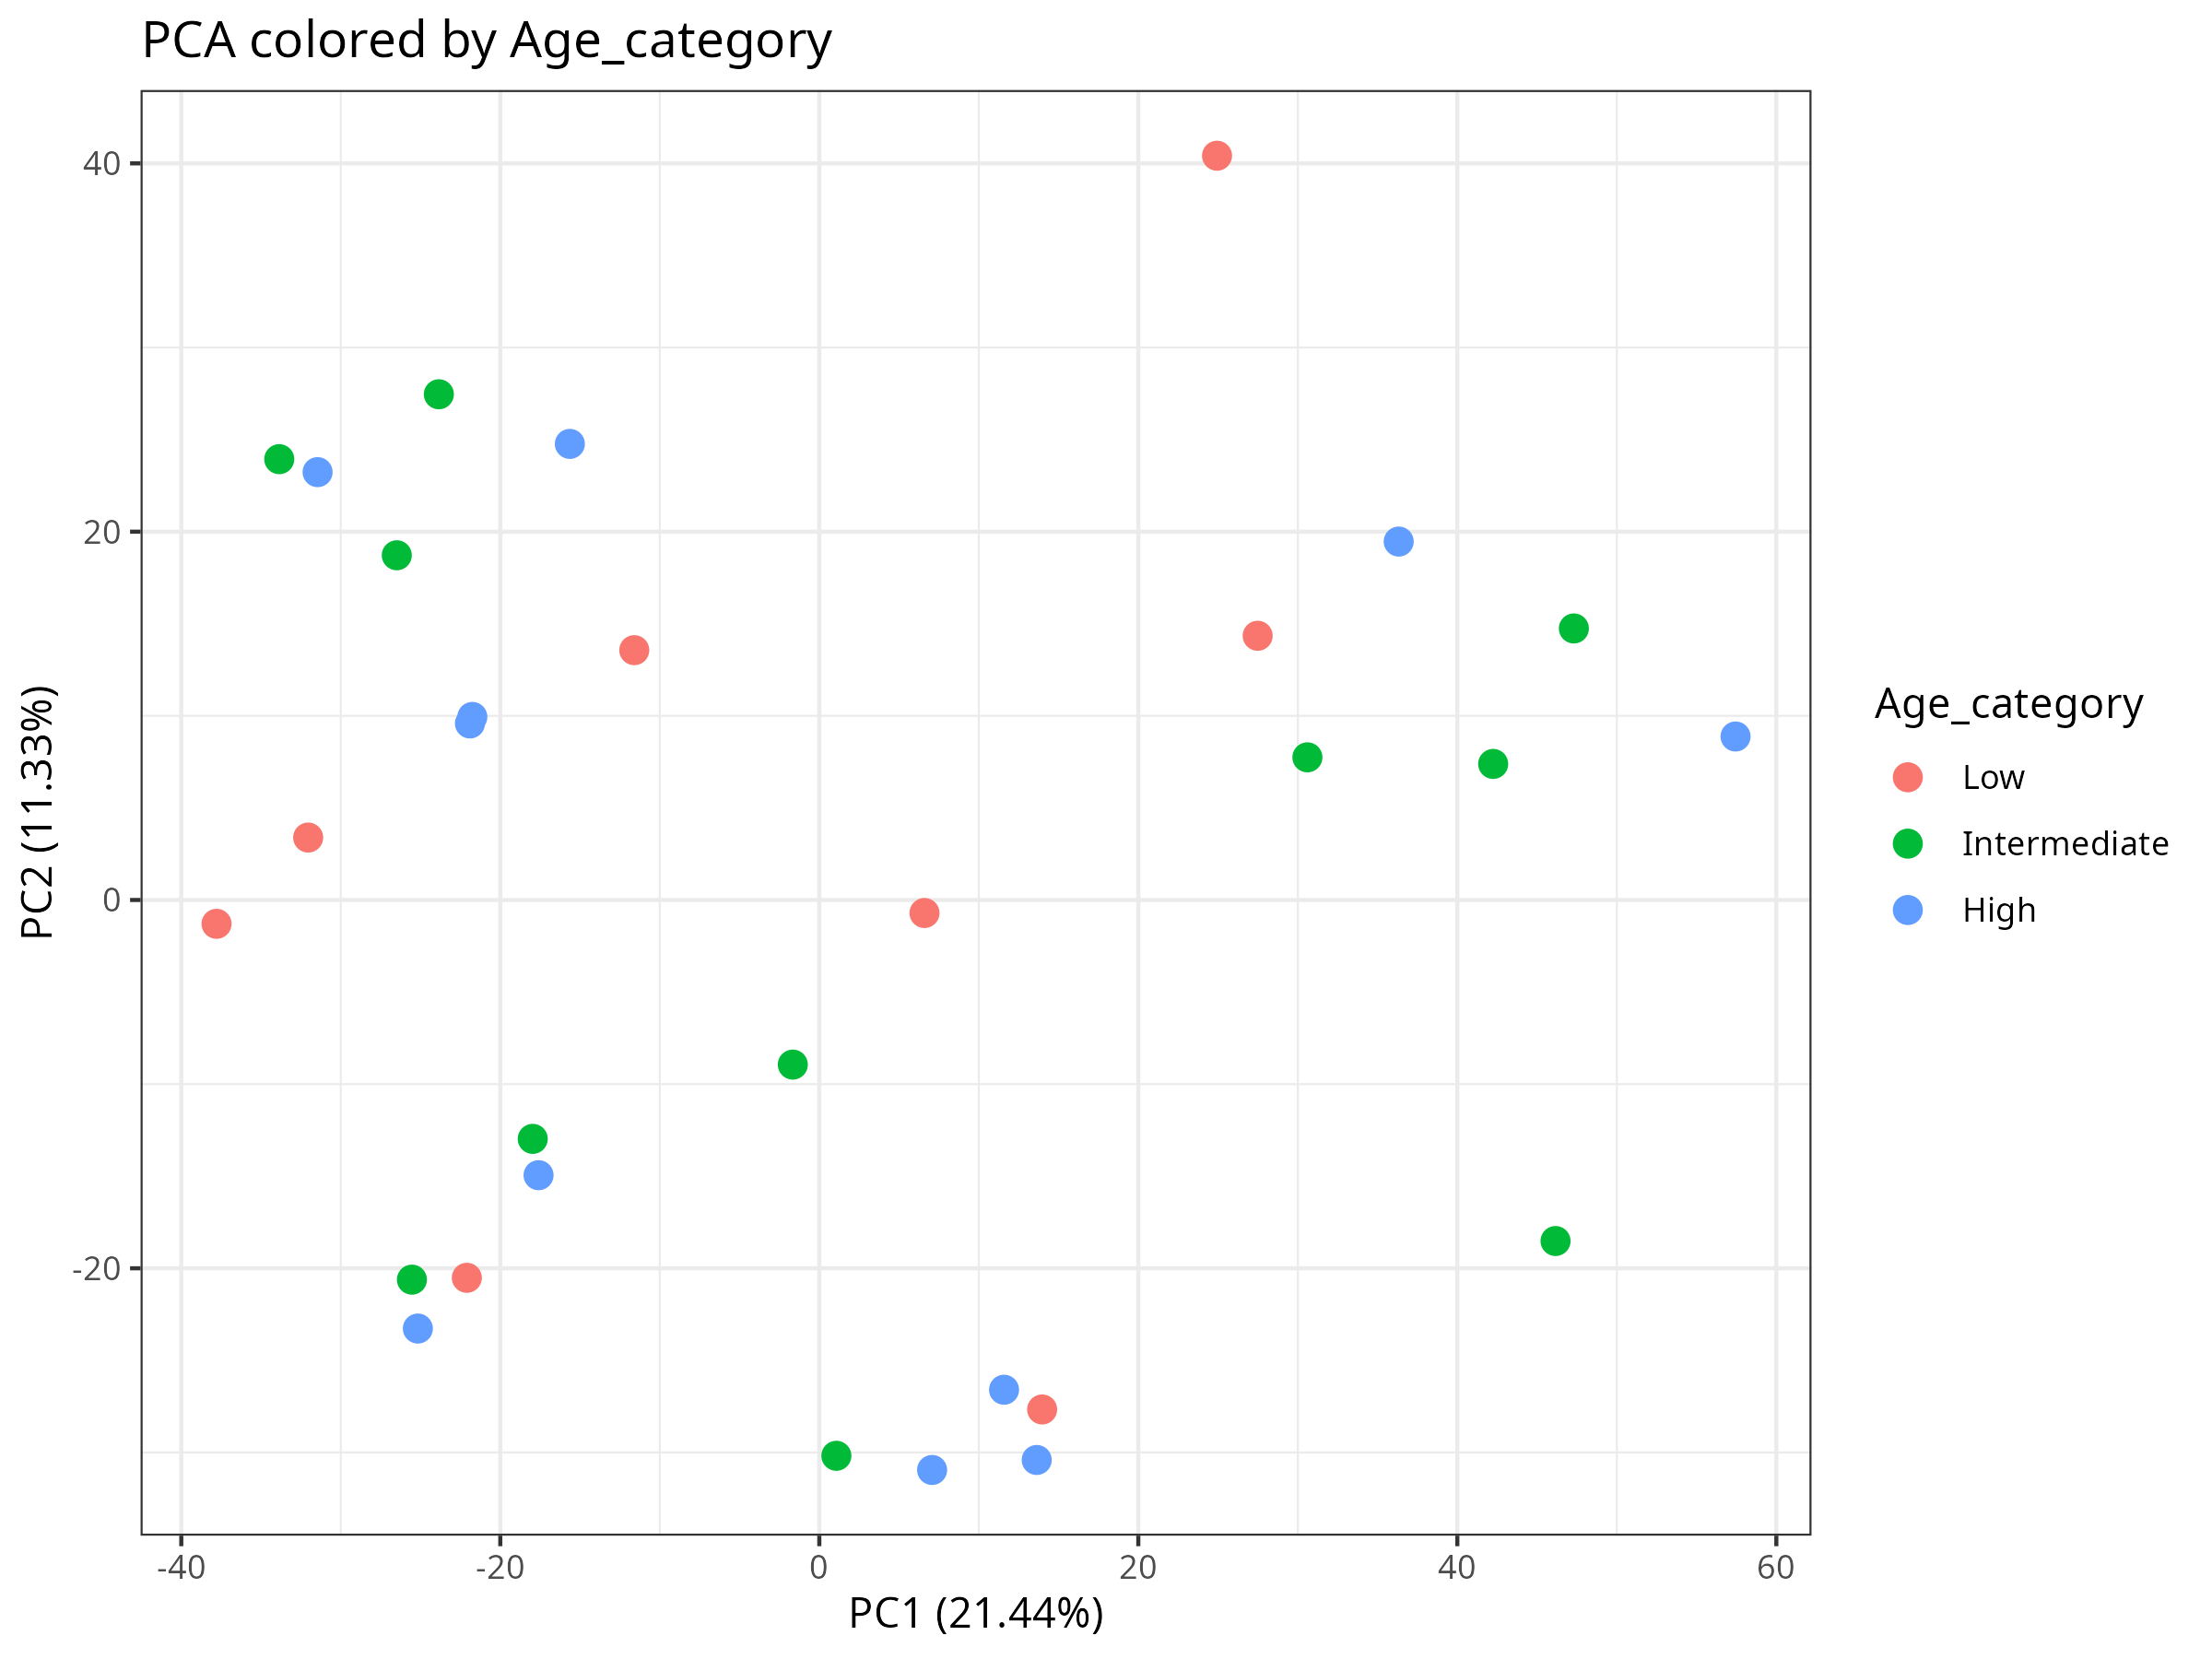 PCA colored by Age_category
40
20
0
-20
PC2 (11.33%)
-40
-20
0
20
40
60
PC1 (21.44%)
Age_category
Low
Intermediate
High